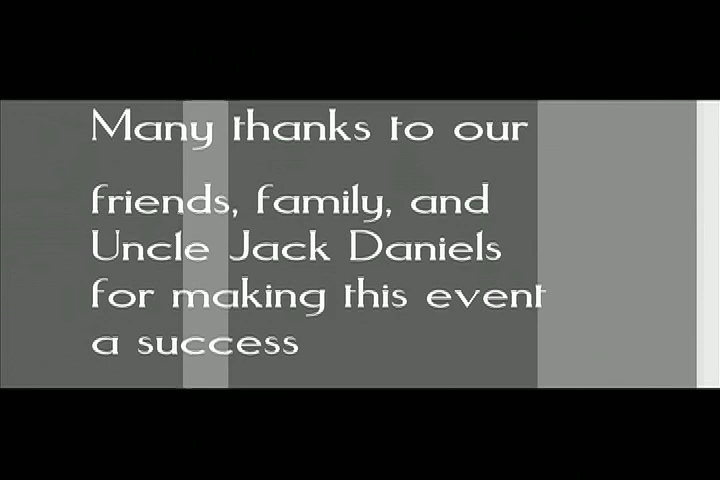 Many thanks to our
friends, family, and
Uncle Jack Daniels
for making this event
a success